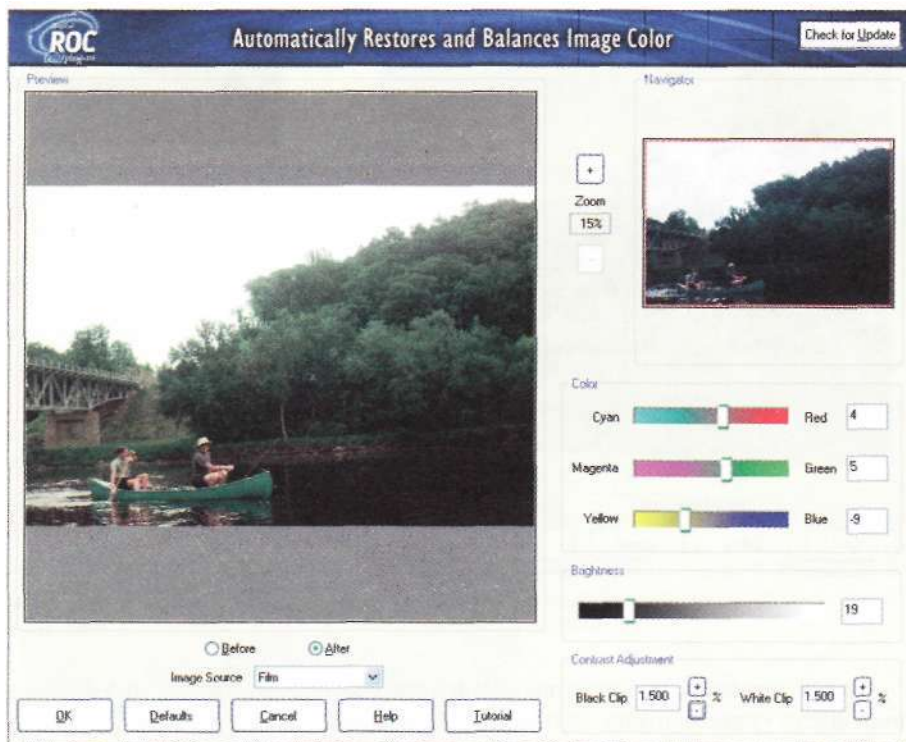 ROC
Automatically Restores and Balances Image Color
Check for Update
Preview
Navigator
+
Zoom
15%
-
Color
Cyan Red 4
Magenta Green 5
Yellow Blue -9
Brightness
19
Before After
Image Source Film
Contrast Adjustment
Black Clip 1.500 + - % White Clip 1.500 + - %
OK Defaults Cancel Help Tutorial